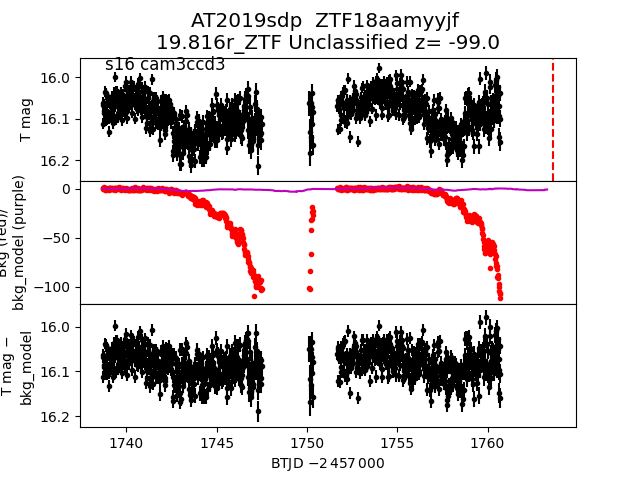 AT2019sdp  ZTF18aamyyjf
19.816r_ZTF Unclassified z= -99.0
s16 cam3ccd3
16.0
16.1
16.2
T mag
0
−50
−100
Bkg (red)/
bkg_model (purple)
16.0
16.1
16.2
T mag −
bkg_model
1740 1745 1750 1755 1760
BTJD −2 457 000